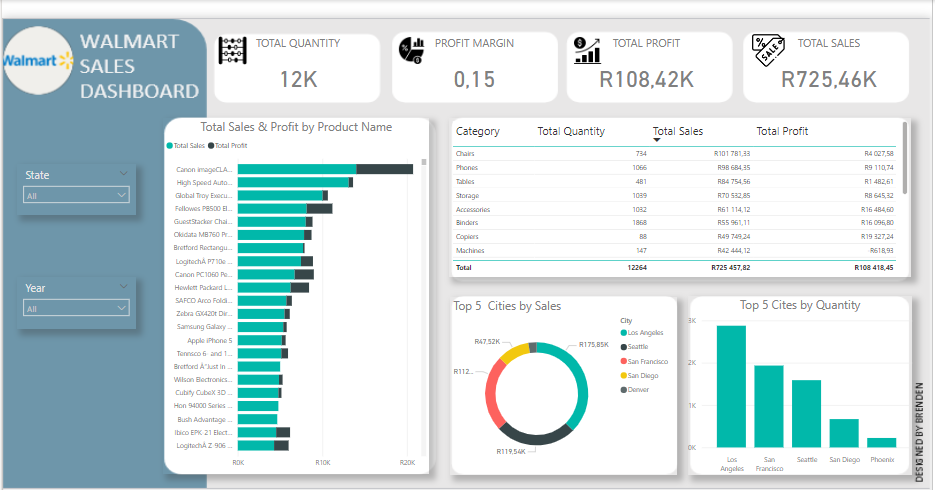 Walmart
WALMART
SALES
DASHBOARD
TOTAL QUANTITY
12K
PROFIT MARGIN
0,15
TOTAL PROFIT
R108,42K
SALE
TOTAL SALES
R725,46K
State
All
Year
All
Total Sales & Profit by Product Name
Total Sales Total Profit
Canon imageCLA...
High Speed Auto...
Global Troy Execu...
Fellowes PB500 El...
GuestStacker Chai...
Okidata MB760 Pr...
Bretford Rectangu...
LogitechÂ P710e ...
Canon PC1060 Pe...
Hewlett Packard L...
SAFCO Arco Foldi...
Zebra GX420t Dir...
Samsung Galaxy ...
Apple iPhone 5
Tennsco 6- and 1...
Bretford Â"Just In ...
Wilson Electronics...
Cubify CubeX 3D ...
Hon 94000 Series ...
Bush Advantage ...
Ibico EPK-21 Elect...
LogitechÂ Z-906 ...
R0K R10K R20K
Category Total Quantity Total Sales Total Profit
Chairs 734 R101 781,33 R4 027,58
Phones 1066 R98 684,35 R9 110,74
Tables 481 R84 754,56 R1 482,61
Storage 1039 R70 532,85 R8 645,32
Accessories 1032 R61 114,12 R16 484,60
Binders 1868 R55 961,11 R16 096,80
Copiers 88 R49 749,24 R19 327,24
Machines 147 R42 444,12 R618,93
Total 12264 R725 457,82 R108 418,45
Top 5 Cities by Sales
R47,52K
R175,85K
R112...
R119,54K
City
Los Angeles
Seattle
San Francisco
San Diego
Denver
Top 5 Cites by Quantity
3K
2K
1K
0K
Los Angeles
San Francisco
Seattle
San Diego
Phoenix
DESIGNED BY BRENDEN